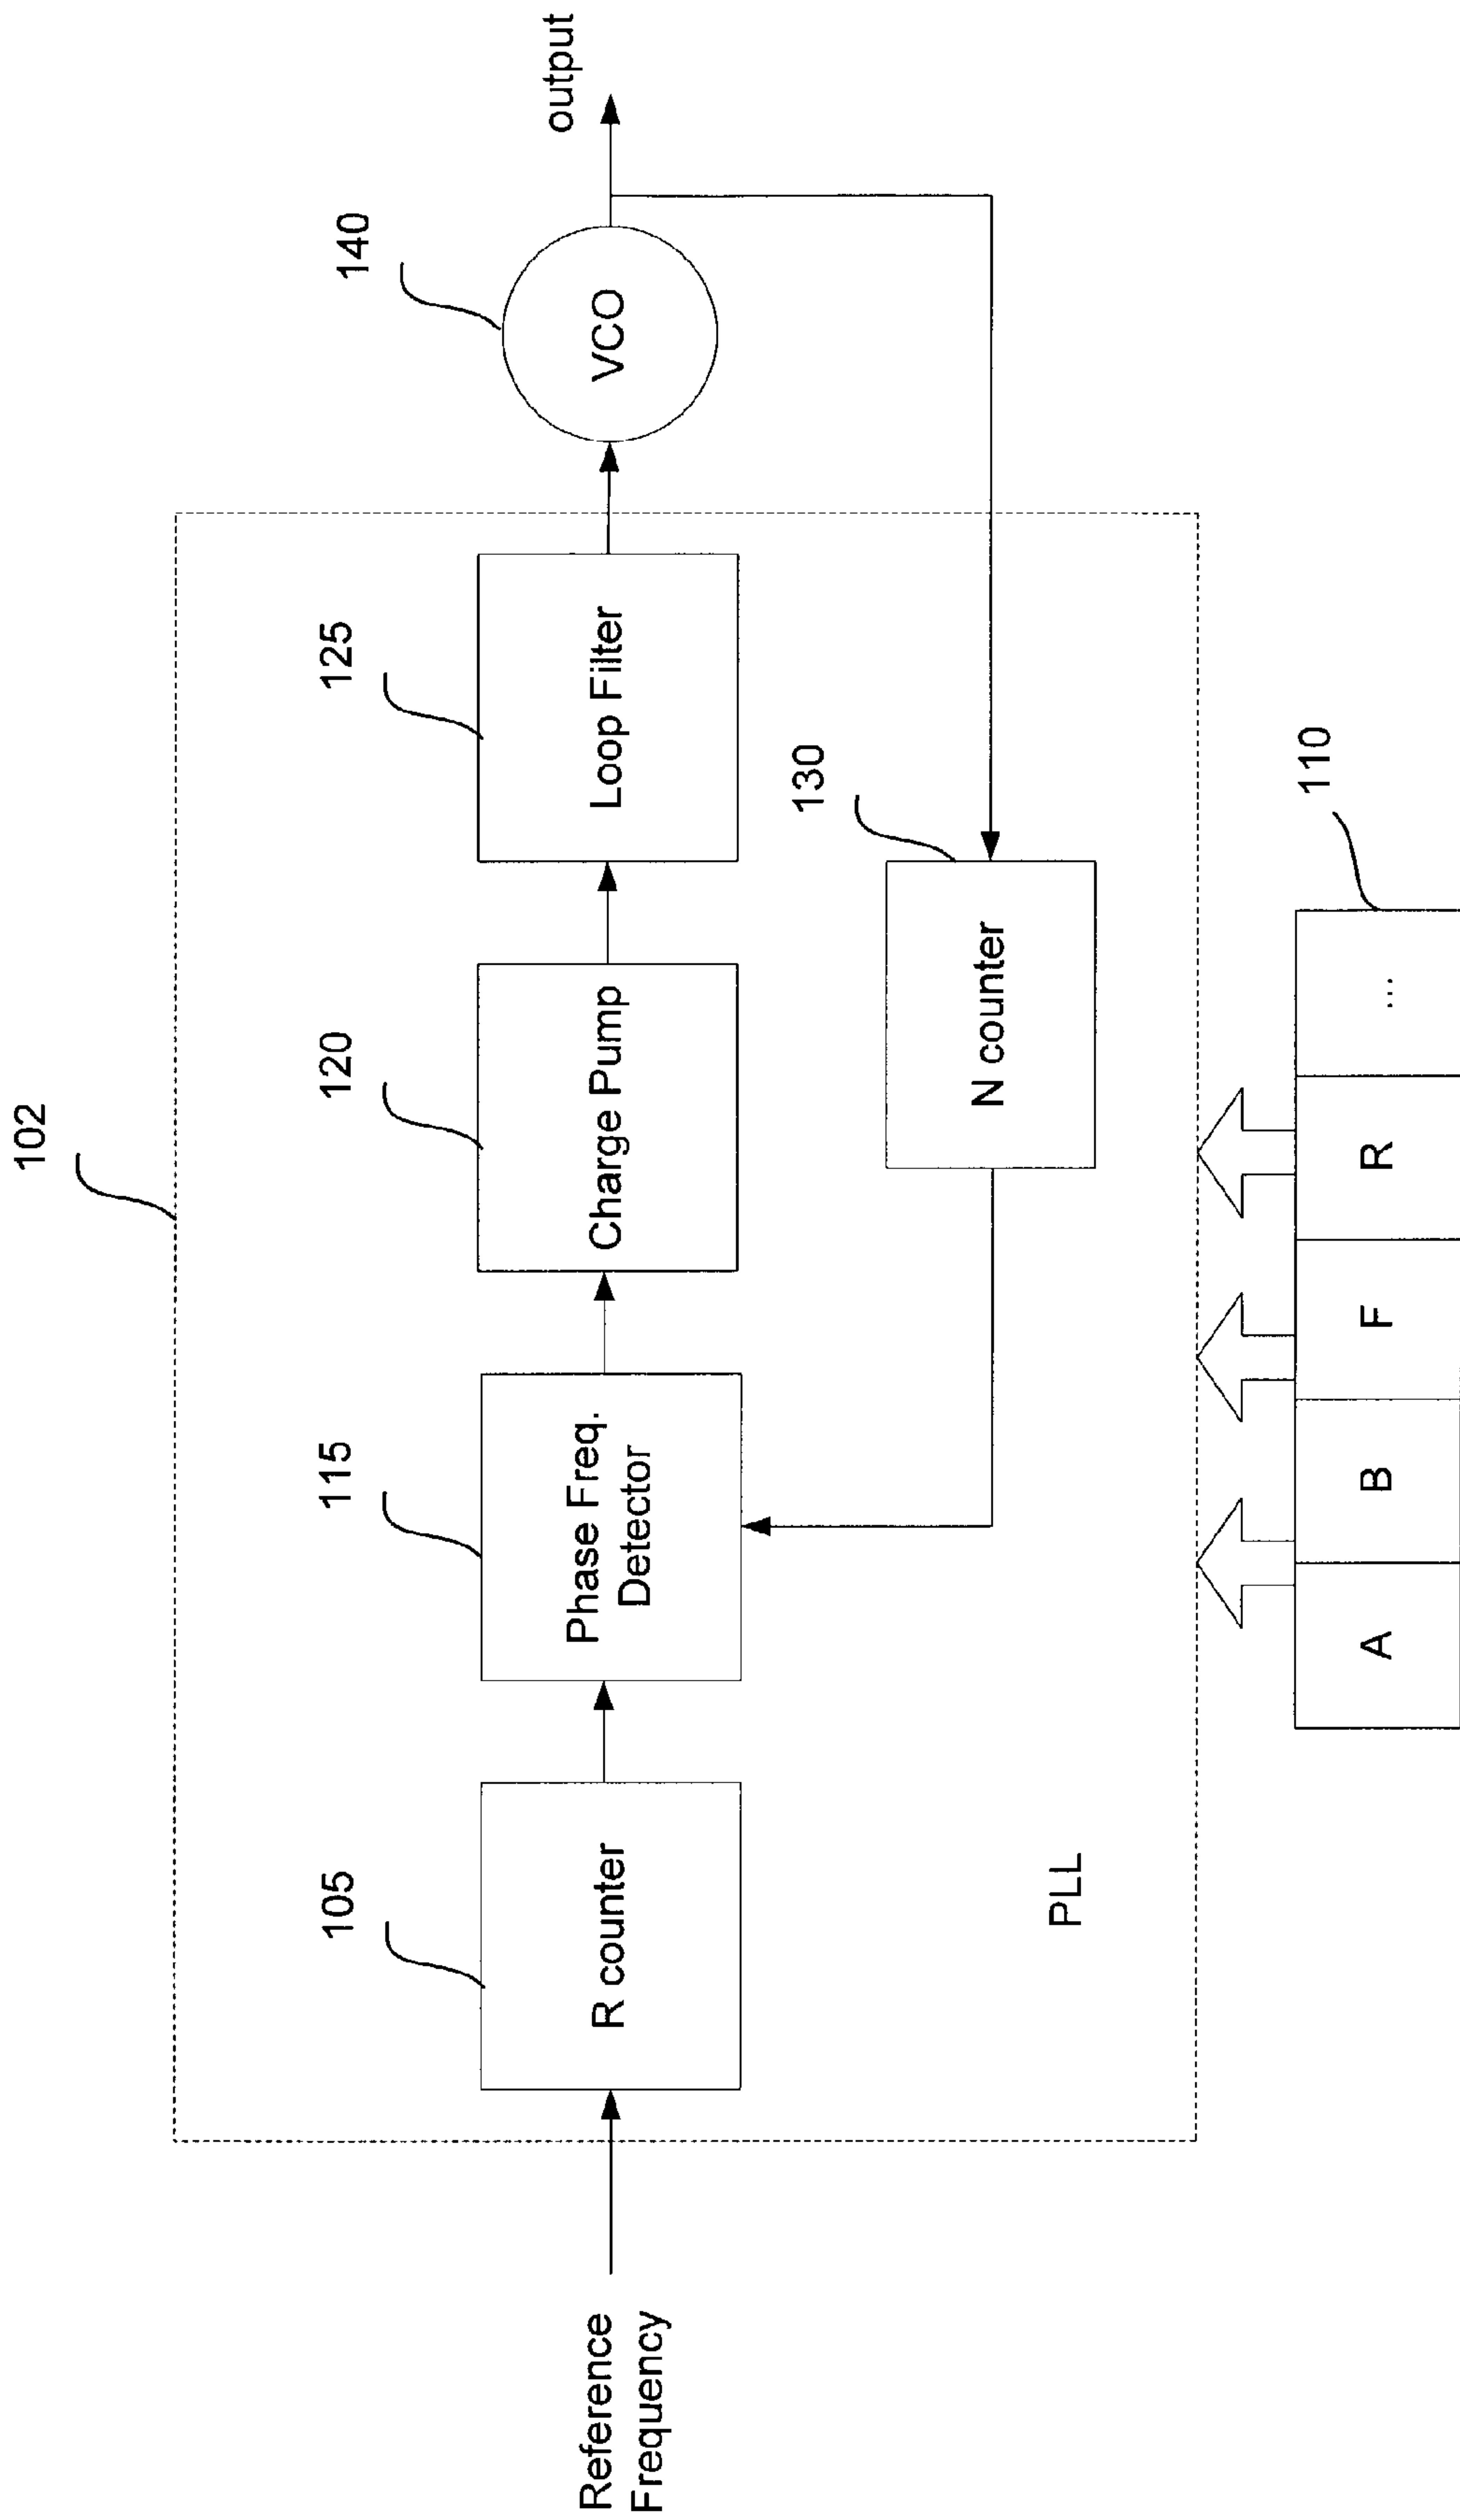 102
105
115
120
125
140
Reference
Frequency
R counter
Phase Freq.
Detector
Charge Pump
Loop Filter
VCO
output
130
N counter
PLL
110
A
B
F
R
...